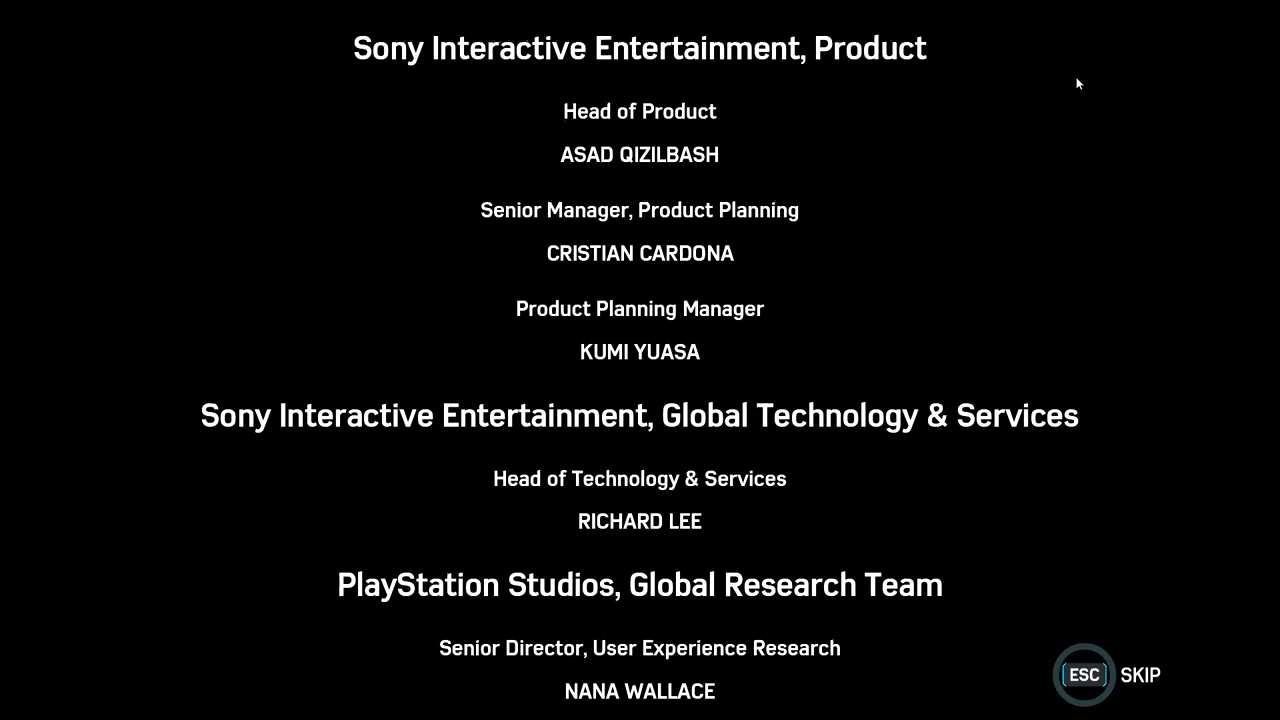 Sony Interactive Entertainment, Product
Head of Product
ASAD QIZILBASH
Senior Manager, Product Planning
CRISTIAN CARDONA
Product Planning Manager
KUMI YUASA
Sony Interactive Entertainment, Global Technology & Services
Head of Technology & Services
RICHARD LEE
PlayStation Studios, Global Research Team
Senior Director, User Experience Research
NANA WALLACE
ESC SKIP